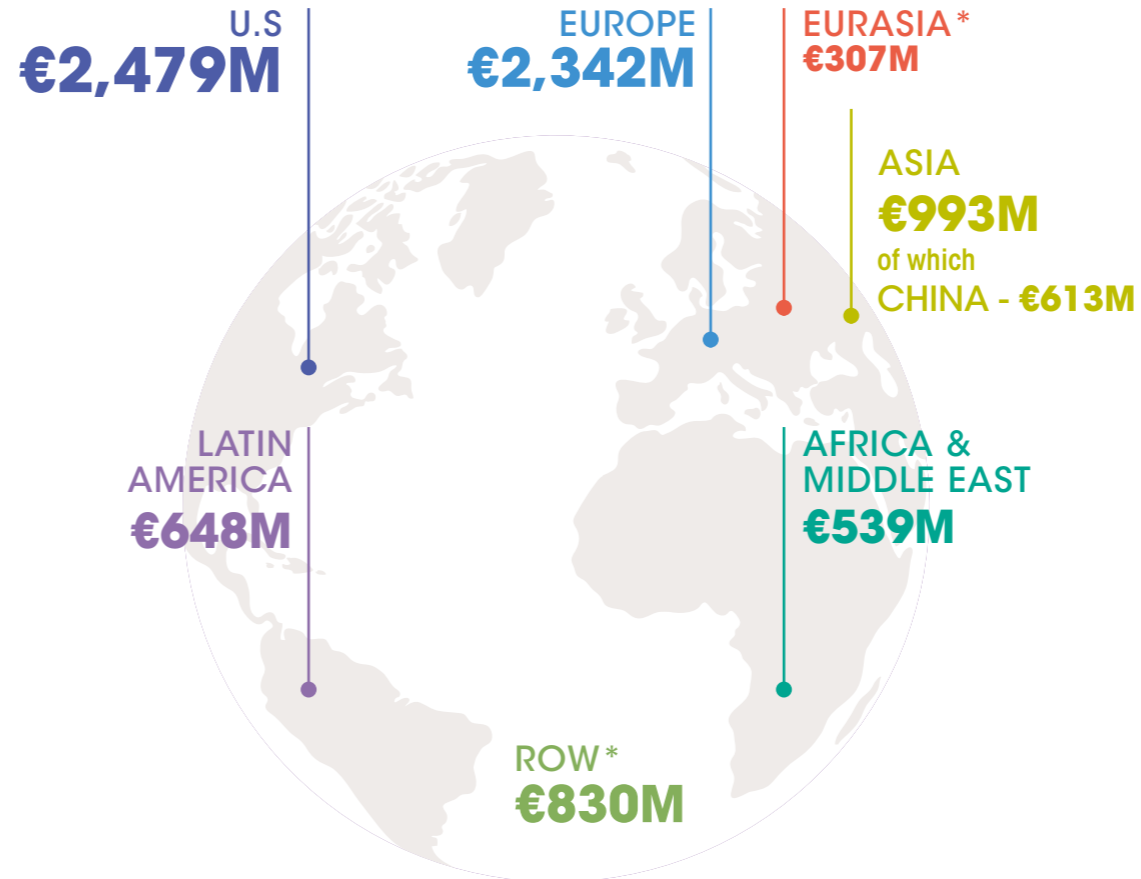 U.S
€2,479M
EUROPE
€2,342M
EURASIA*
€307M
ASIA
€993M
of which
CHINA - €613M
LATIN
AMERICA
€648M
AFRICA &
MIDDLE EAST
€539M
ROW*
€830M